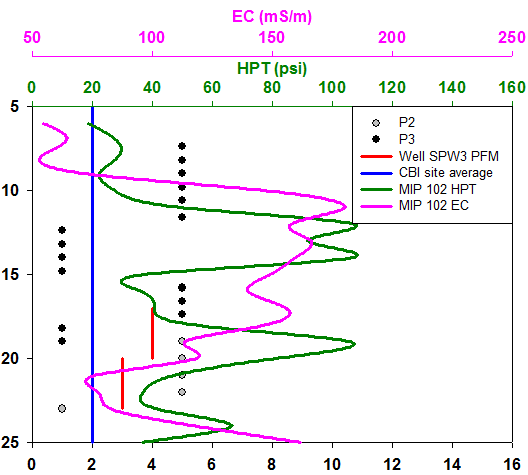 EC (mS/m)
50 100 150 200 250
HPT (psi)
0 20 40 60 80 100 120 140 160
5
P2
P3
Well SPW3 PFM
CBI site average
MIP 102 HPT
MIP 102 EC
10
15
20
25
0 2 4 6 8 10 12 14 16